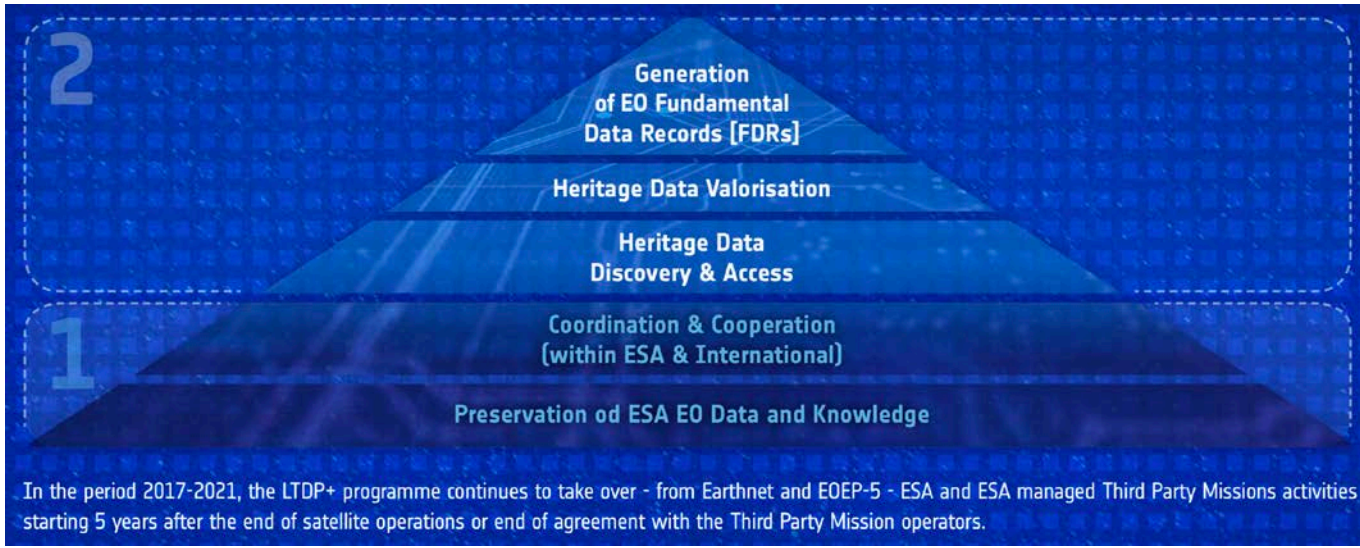 2
Generation
of EO Fundamental
Data Records [FDRs]
Heritage Data Valorisation
Heritage Data
Discovery & Access
1
Coordination & Cooperation
(within ESA & International)
Preservation od ESA EO Data and Knowledge
In the period 2017-2021, the LTDP+ programme continues to take over - from Earthnet and EOEP-5 - ESA and ESA managed Third Party Missions activities
starting 5 years after the end of satellite operations or end of agreement with the Third Party Mission operators.